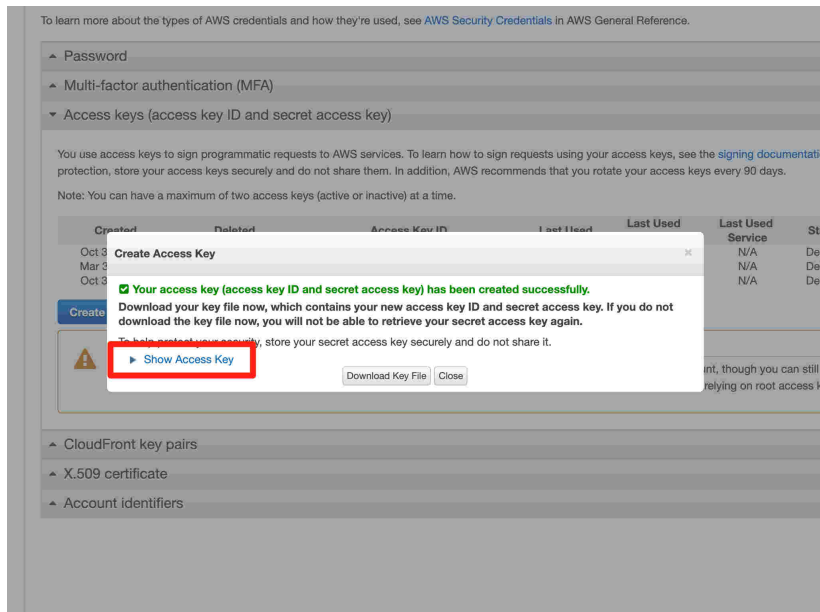 To learn more about the types of AWS credentials and how they're used, see AWS Security Credentials in AWS General Reference.
Password
Multi-factor authentication (MFA)
Access keys (access key ID and secret access key)
You use access keys to sign programmatic requests to AWS services. To learn how to sign requests using your access keys, see the signing documentati
protection, store your access keys securely and do not share them. In addition, AWS recommends that you rotate your access keys every 90 days.
Note: You can have a maximum of two access keys (active or inactive) at a time.
Created Deleted Access Key ID Last Used Last Used Last Used Service St
Oct 3 N/A De
Mar 3 N/A De
Oct 3 N/A De
Create
Create Access Key
Your access key (access key ID and secret access key) has been created successfully.
Download your key file now, which contains your new access key ID and secret access key. If you do not
download the key file now, you will not be able to retrieve your secret access key again.
To help protect your security, store your secret access key securely and do not share it.
Show Access Key
Download Key File Close
unt, though you can still
relying on root access k
CloudFront key pairs
X.509 certificate
Account identifiers